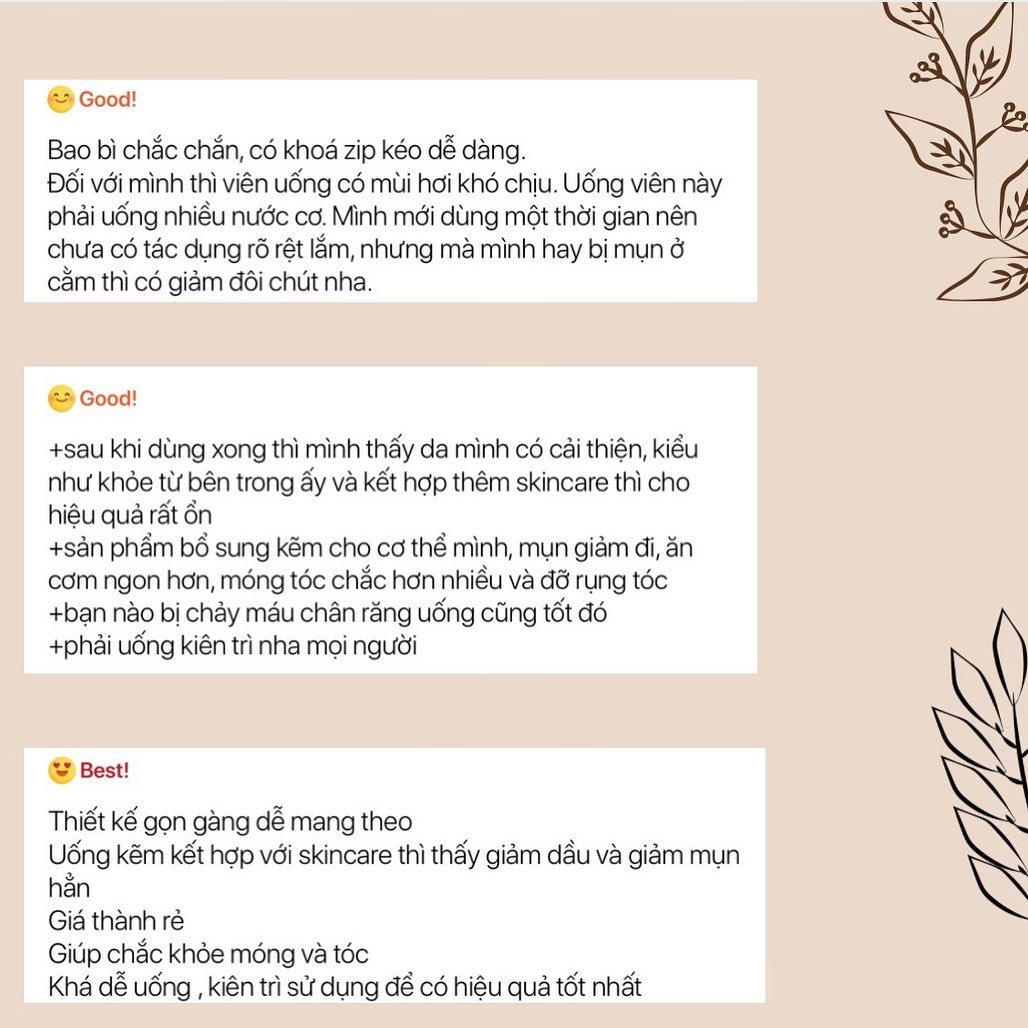 Good!
Bao bì chắc chắn, có khoá zip kéo dễ dàng.
Đối với mình thì viên uống có mùi hơi khó chịu. Uống viên này
phải uống nhiều nước cơ. Mình mới dùng một thời gian nên
chưa có tác dụng rõ rệt lắm, nhưng mà mình hay bị mụn ở
cằm thì có giảm đôi chút nha.
Good!
+sau khi dùng xong thì mình thấy da mình có cải thiện, kiểu
như khỏe từ bên trong ấy và kết hợp thêm skincare thì cho
hiệu quả rất ổn
+sản phẩm bổ sung kẽm cho cơ thể mình, mụn giảm đi, ăn
cơm ngon hơn, móng tóc chắc hơn nhiều và đỡ rụng tóc
+bạn nào bị chảy máu chân răng uống cũng tốt đó
+phải uống kiên trì nha mọi người
Best!
Thiết kế gọn gàng dễ mang theo
Uống kẽm kết hợp với skincare thì thấy giảm dầu và giảm mụn
hẳn
Giá thành rẻ
Giúp chắc khỏe móng và tóc
Khá dễ uống , kiên trì sử dụng để có hiệu quả tốt nhất